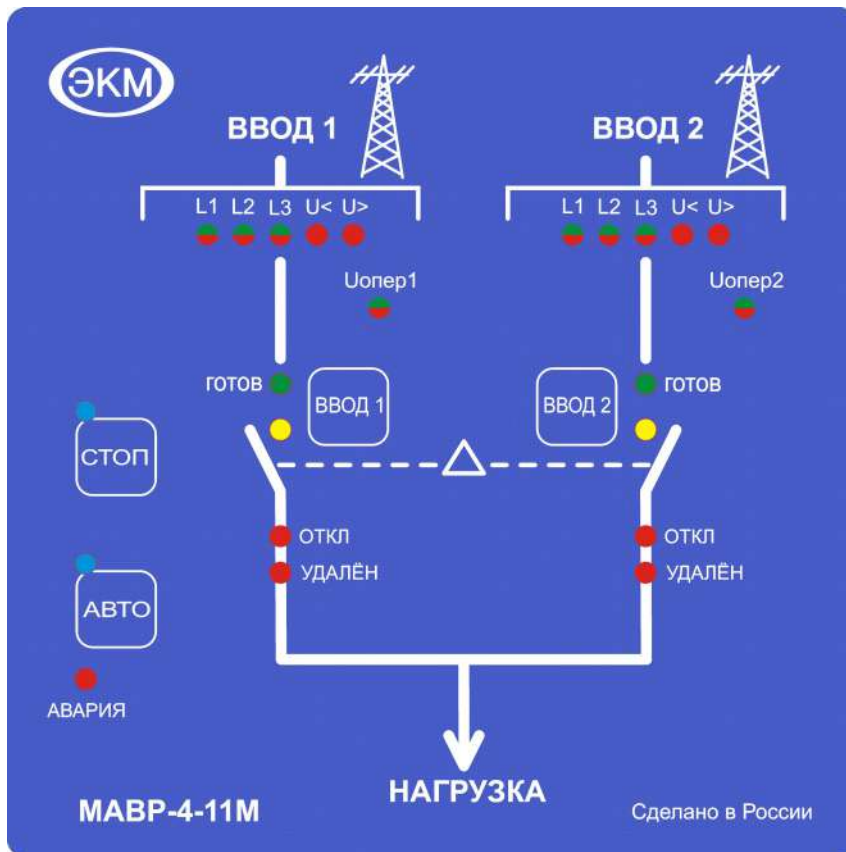 ЭКМ
ВВОД 1
ВВОД 2
L1 L2 L3 U< U>
L1 L2 L3 U< U>
Uопер1
Uопер2
готов
ВВОД 1
ВВОД 2
готов
СТОП
ОТКЛ
ОТКЛ
УДАЛЁН
УДАЛЁН
АВТО
АВАРИЯ
НАГРУЗКА
МАВР-4-11М
Сделано в России